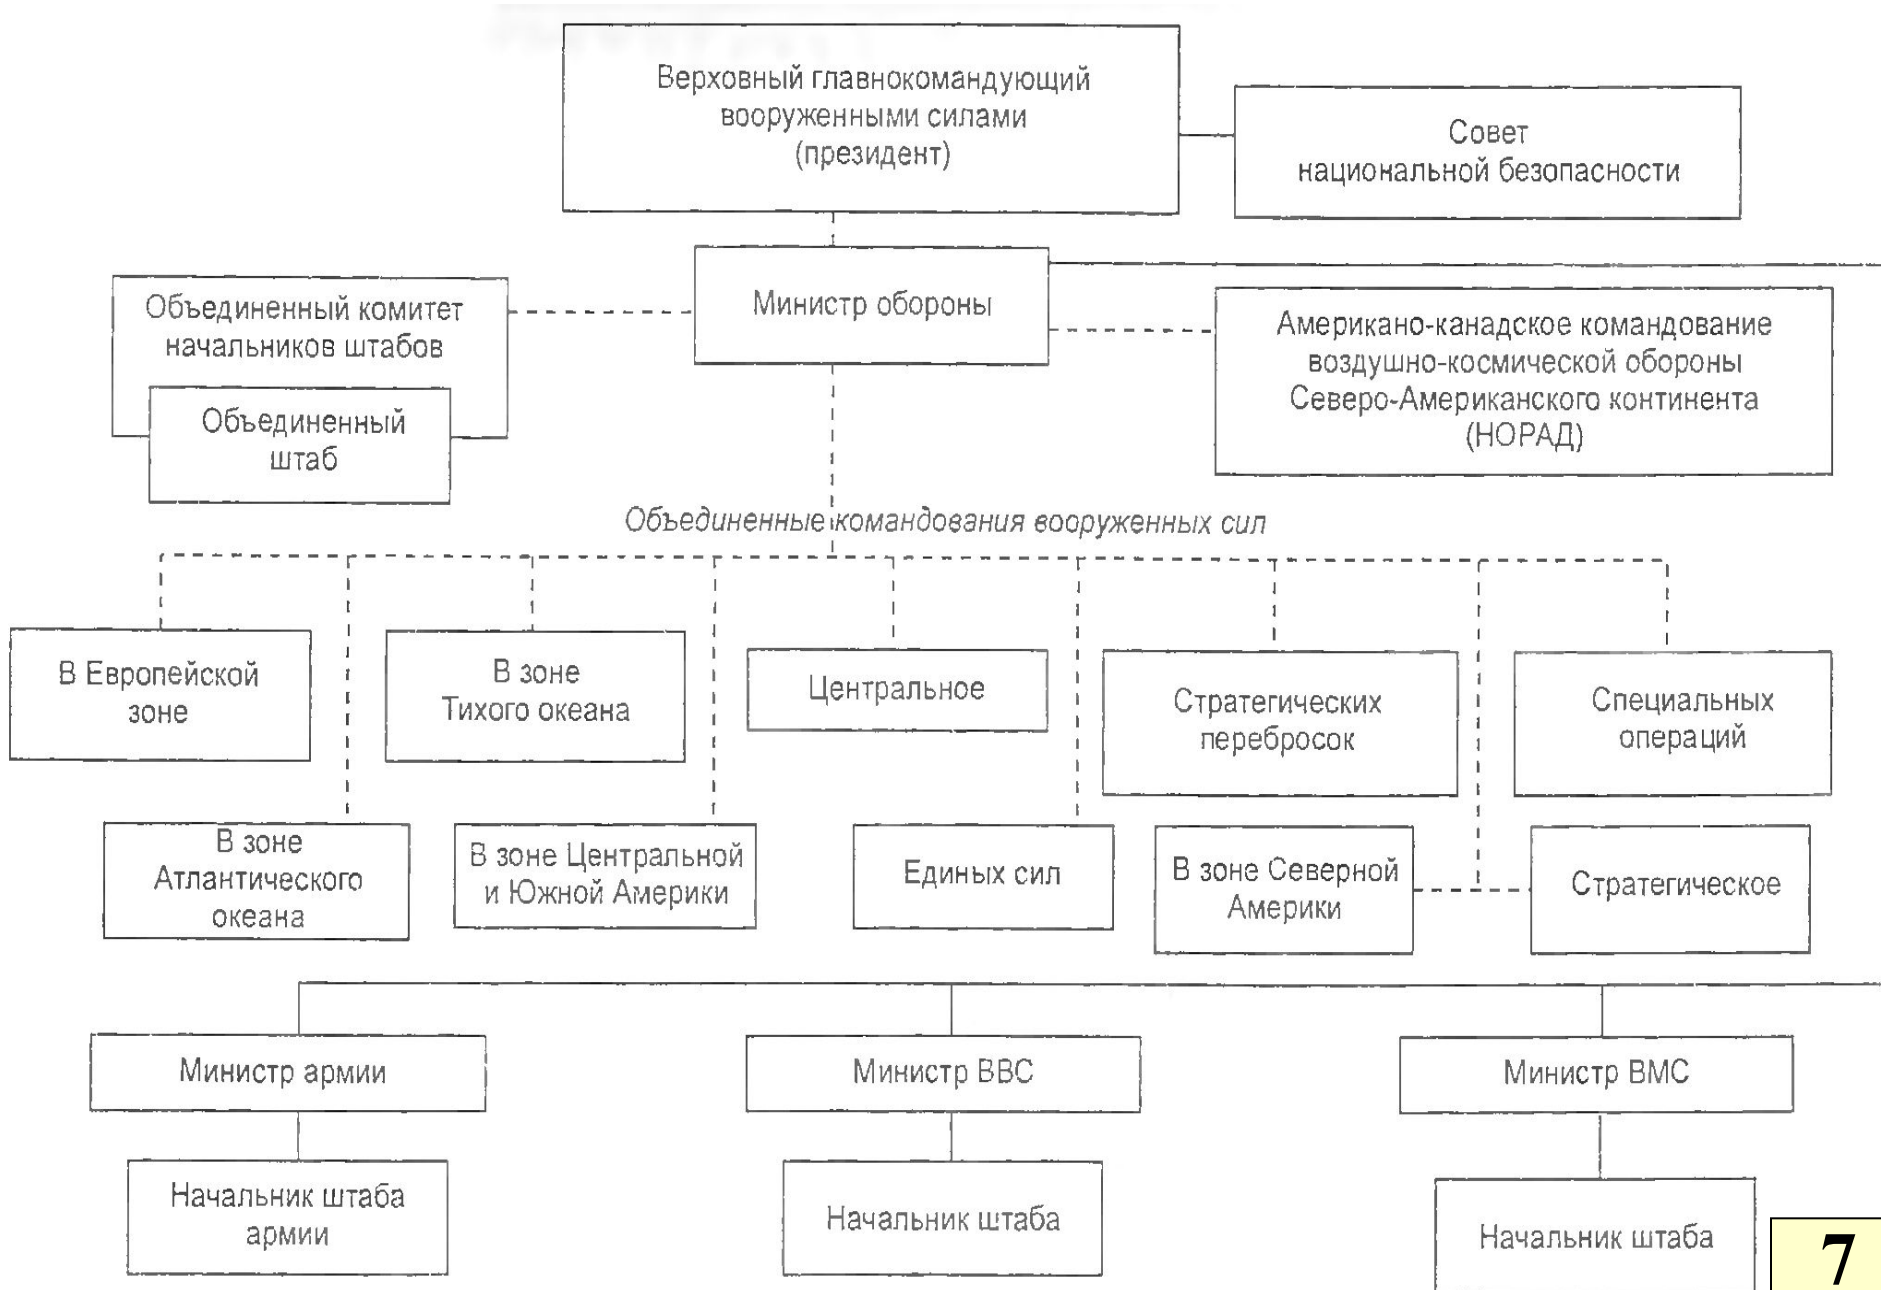 Верховный главнокомандующий
вооруженными силами
(президент)
Совет
национальной безопасности
Министр обороны
Объединенный комитет
начальников штабов
Объединенный
штаб
Американо-канадское командование
воздушно-космической обороны
Северо-Американского континента
(НОРАД)
Объединенные командования вооруженных сил
В Европейской
зоне
В зоне
Тихого океана
Центральное
Стратегических
перебросок
Специальных
операций
В зоне
Атлантического
океана
В зоне Центральной
и Южной Америки
Единых сил
В зоне Северной
Америки
Стратегическое
Министр армии
Министр ВВС
Министр ВМС
Начальник штаба
армии
Начальник штаба
Начальник штаба
7